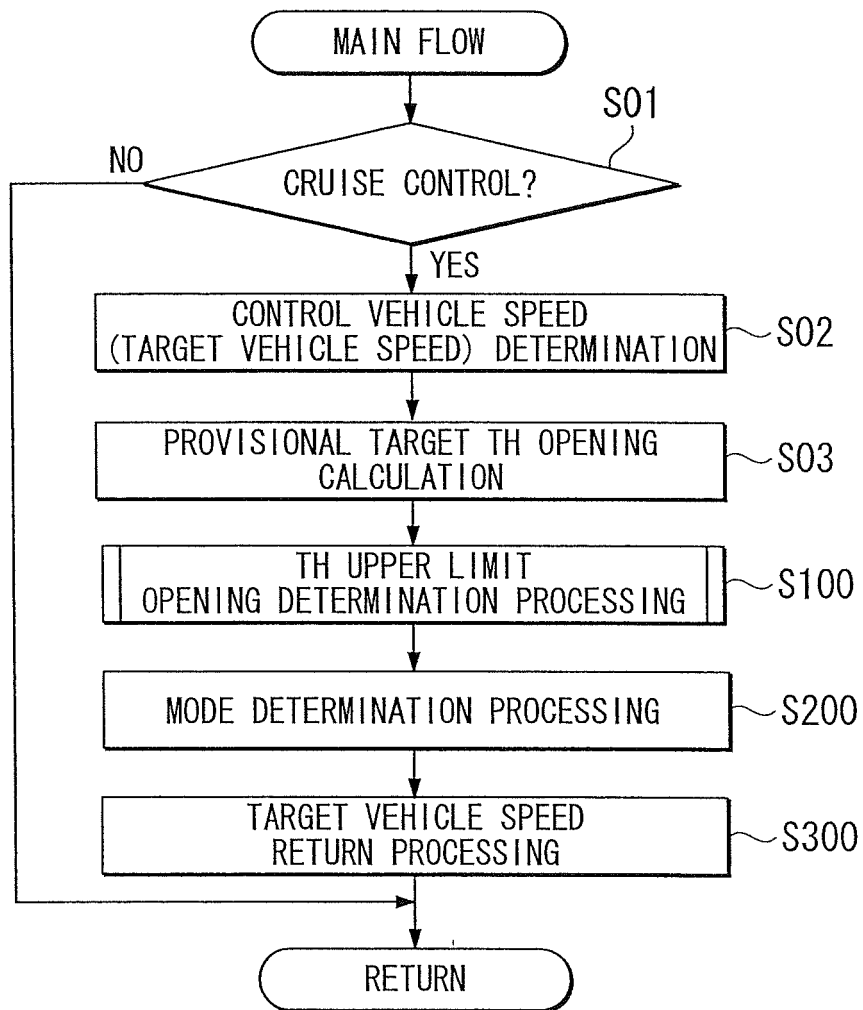 MAIN FLOW
S01
NO
CRUISE CONTROL?
YES
CONTROL VEHICLE SPEED
(TARGET VEHICLE SPEED) DETERMINATION
S02
PROVISIONAL TARGET TH OPENING
CALCULATION
S03
TH UPPER LIMIT
OPENING DETERMINATION PROCESSING
S100
MODE DETERMINATION PROCESSING
S200
TARGET VEHICLE SPEED
RETURN PROCESSING
S300
RETURN